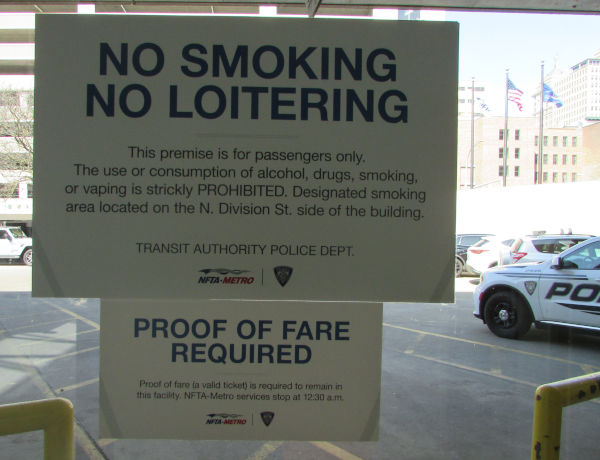 NO SMOKING
NO LOITERING
This premise is for passengers only.
The use or consumption of alcohol, drugs, smoking,
or vaping is strickly PROHIBITED. Designated smoking
area located on the N. Division St. side of the building.
TRANSIT AUTHORITY POLICE DEPT.
NFTA-METRO
PROOF OF FARE
REQUIRED
Proof of fare (a valid ticket) is required to remain in
this facility. NFTA-Metro services stop at 12:30 a.m.
NFTA-METRO
PO